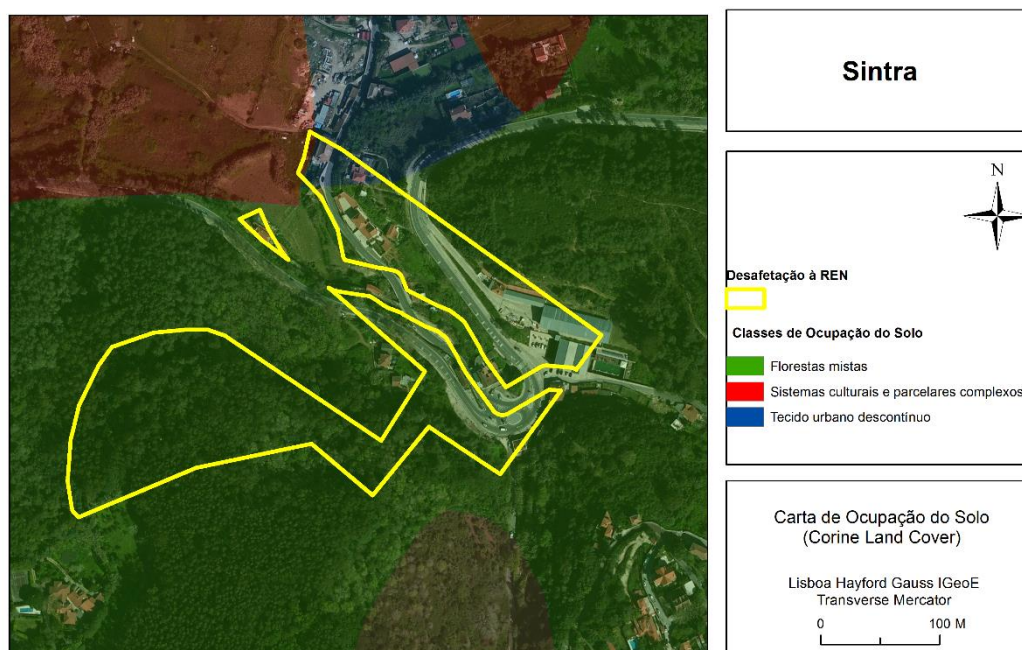 Sintra
N
Desafetação à REN
Classes de Ocupação do Solo
Florestas mistas
Sistemas culturais e parcelares complexos
Tecido urbano descontínuo
Carta de Ocupação do Solo
(Corine Land Cover)
Lisboa Hayford Gauss IGeoE
Transverse Mercator
0 100 M